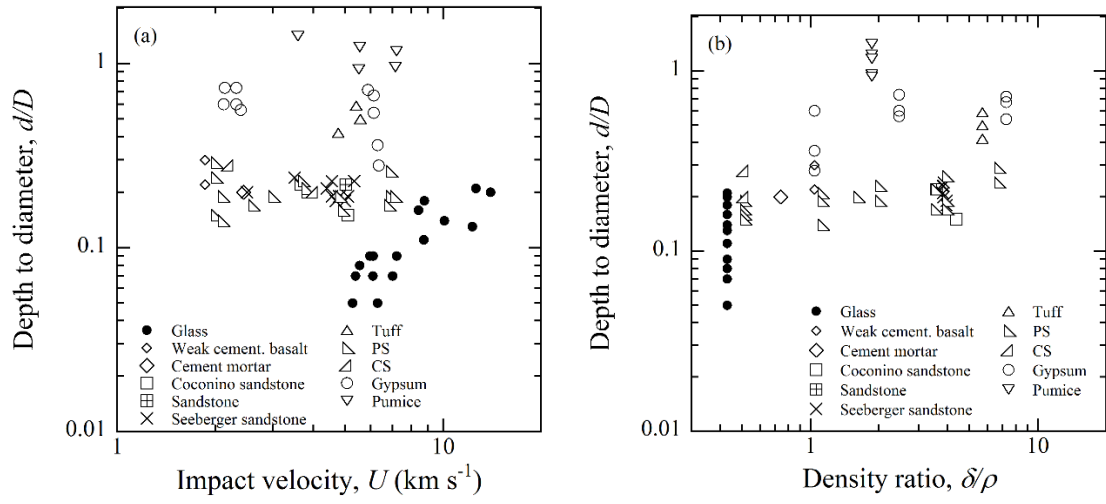 (a)
Depth to diameter, d/D
1
0.1
0.01
Glass
Weak cement. basalt
Cement mortar
Coconino sandstone
Sandstone
Seeberger sandstone
Tuff
PS
CS
Gypsum
Pumice
1
10
Impact velocity, U (km s⁻¹)
(b)
Depth to diameter, d/D
1
0.1
0.01
Glass
Weak cement. basalt
Cement mortar
Coconino sandstone
Sandstone
Seeberger sandstone
Tuff
PS
CS
Gypsum
Pumice
1
10
Density ratio, δ/ρ